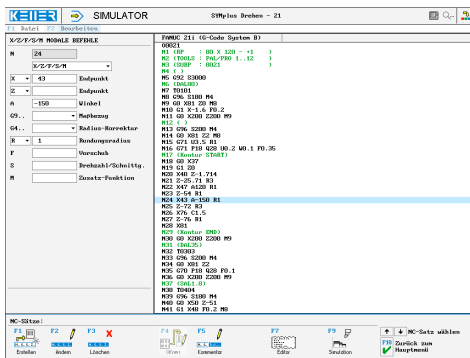 KELLER SIMULATOR SYMplus Drehen - 21
F1 Datei F2 Bearbeiten
X/Z/F/S/M MODALE BEFEHLE
N 24
X/Z/F/S/M
X 43 Endpunkt
Z Endpunkt
A -150 Winkel
G9.. Maßbezug
G4.. Radius-Korrektur
R 1 Rundungsradius
F Vorschub
S Drehzahl/Schnittg.
M Zusatz-Funktion
FANUC 21i (G-Code System B)
O0021
N1 (RP : 80 X 120 - +1 )
N2 (TOOLS : PAL/PRO 1..12 )
N3 (SUBP : 8021 )
N4 ( )
N5 G92 S3000
N6 (DAL80)
N7 T0101
N8 G96 S180 M4
N9 G0 X81 Z0 M8
N10 G1 X-1.6 F0.2
N11 G0 X200 Z200 M9
N12 ( )
N13 G96 S200 M4
N14 G0 X81 Z2 M8
N15 G71 U3.5 R1
N16 G71 P18 Q28 U0.2 W0.1 F0.35
N17 (Kontur START)
N18 G0 X37
N19 G1 Z0
N20 X40 Z-1.714
N21 Z-25.71 R3
N22 X47 A120 R1
N23 Z-54 R1
N24 X43 A-150 R1
N25 Z-72 R3
N26 X76 C1.5
N27 Z-76 R1
N28 X81
N29 (Kontur END)
N30 G0 X200 Z200 M9
N31 (DAL35)
N32 T0303
N33 G96 S200 M4
N34 G0 X81 Z2
N35 G70 P18 Q28 F0.1
N36 G0 X200 Z200 M9
N37 (SAL1.8)
N38 T0404
N39 G96 S180 M4
N40 G0 X50 Z-51
N41 G1 X48 F0.2 M8
NC-Sätze:
F1 F2 F3 F4 F5 F7 F9 NC-Satz wählen
F10 Zurück zum
Hauptmenü
Erstellen Ändern Löschen Kommentar Editor Simulation